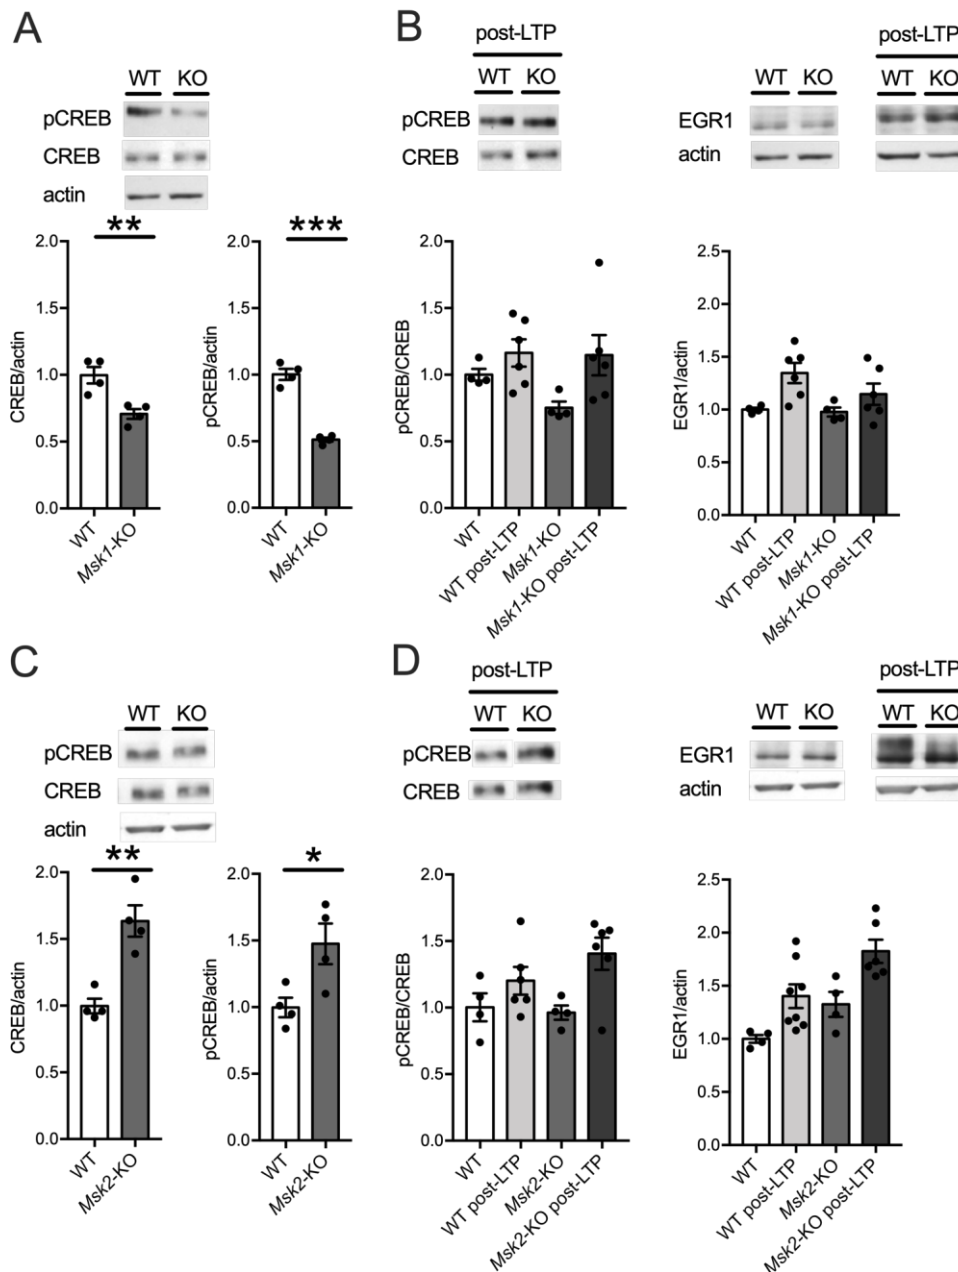 A
WT KO
pCREB
CREB
actin
** 
2.0
1.5
1.0
0.5
0.0
CREB/actin
WT
Msk1-KO
***
2.0
1.5
1.0
0.5
0.0
pCREB/actin
WT
Msk1-KO
B
post-LTP
WT KO
pCREB
CREB
2.0
1.5
1.0
0.5
0.0
pCREB/CREB
WT
WT post-LTP
Msk1-KO
Msk1-KO post-LTP
post-LTP
WT KO WT KO
EGR1
actin
2.5
2.0
1.5
1.0
0.5
0.0
EGR1/actin
WT
WT post-LTP
Msk1-KO
Msk1-KO post-LTP
C
WT KO
pCREB
CREB
actin
**
2.0
1.5
1.0
0.5
0.0
CREB/actin
WT
Msk2-KO
*
2.0
1.5
1.0
0.5
0.0
pCREB/actin
WT
Msk2-KO
D
post-LTP
WT KO
pCREB
CREB
2.0
1.5
1.0
0.5
0.0
pCREB/CREB
WT
WT post-LTP
Msk2-KO
Msk2-KO post-LTP
post-LTP
WT KO WT KO
EGR1
actin
2.5
2.0
1.5
1.0
0.5
0.0
EGR1/actin
WT
WT post-LTP
Msk2-KO
Msk2-KO post-LTP